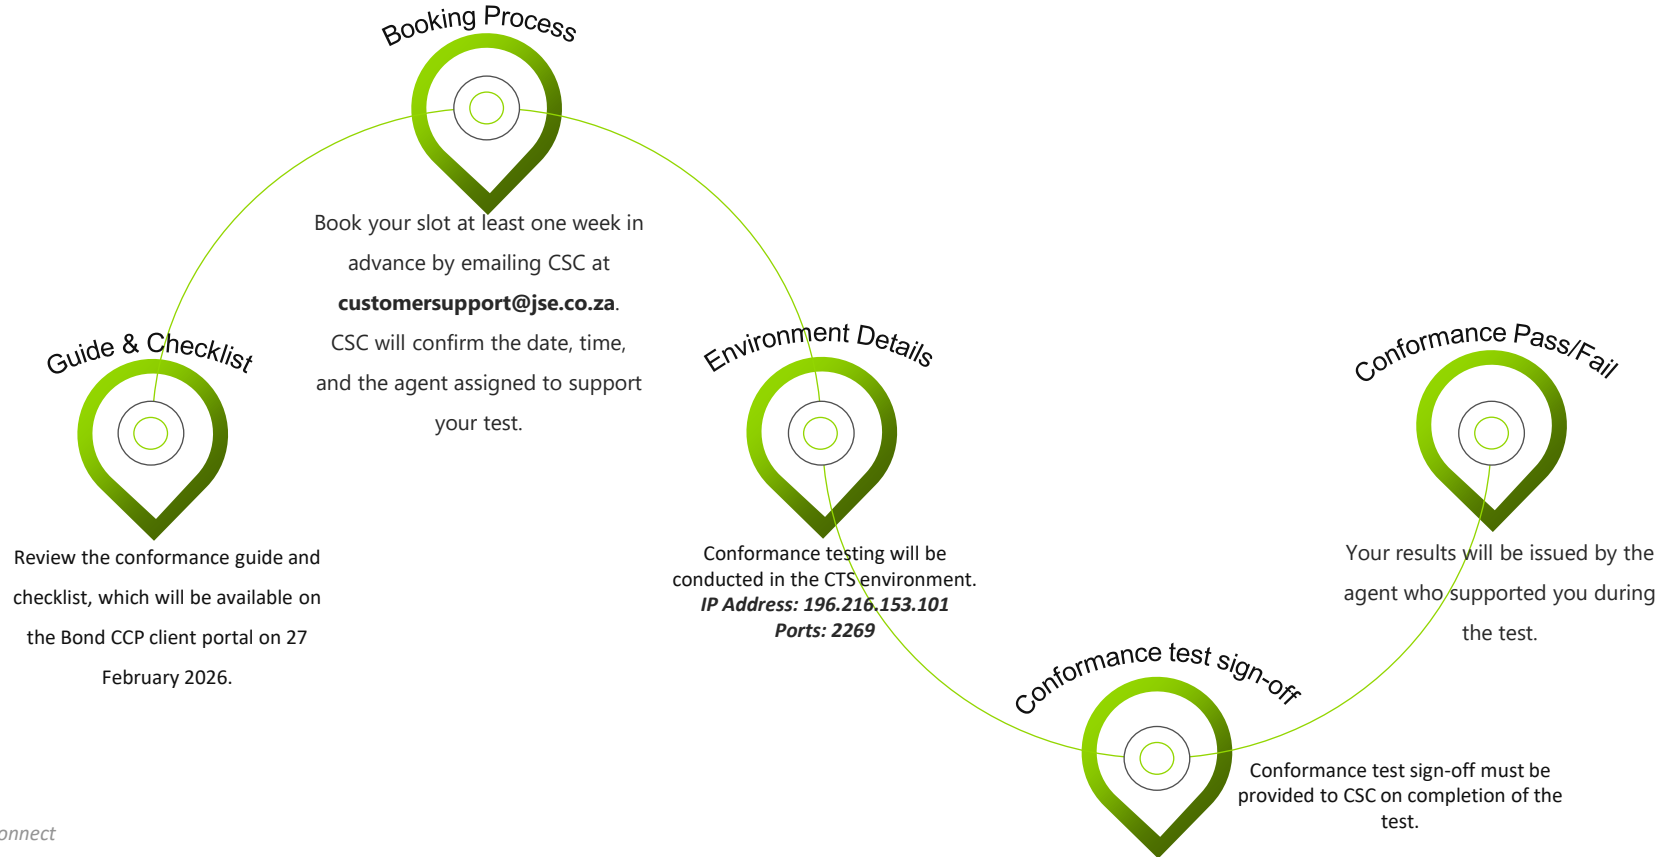 Guide & Checklist
Review the conformance guide and
checklist, which will be available on
the Bond CCP client portal on 27
February 2026.
Booking Process
Book your slot at least one week in
advance by emailing CSC at
customersupport@jse.co.za.
CSC will confirm the date, time,
and the agent assigned to support
your test.
Environment Details
Conformance testing will be
conducted in the CTS environment.
IP Address: 196.216.153.101
Ports: 2269
Conformance test sign-off
Conformance test sign-off must be
provided to CSC on completion of the
test.
Conformance Pass/Fail
Your results will be issued by the
agent who supported you during
the test.
onnect